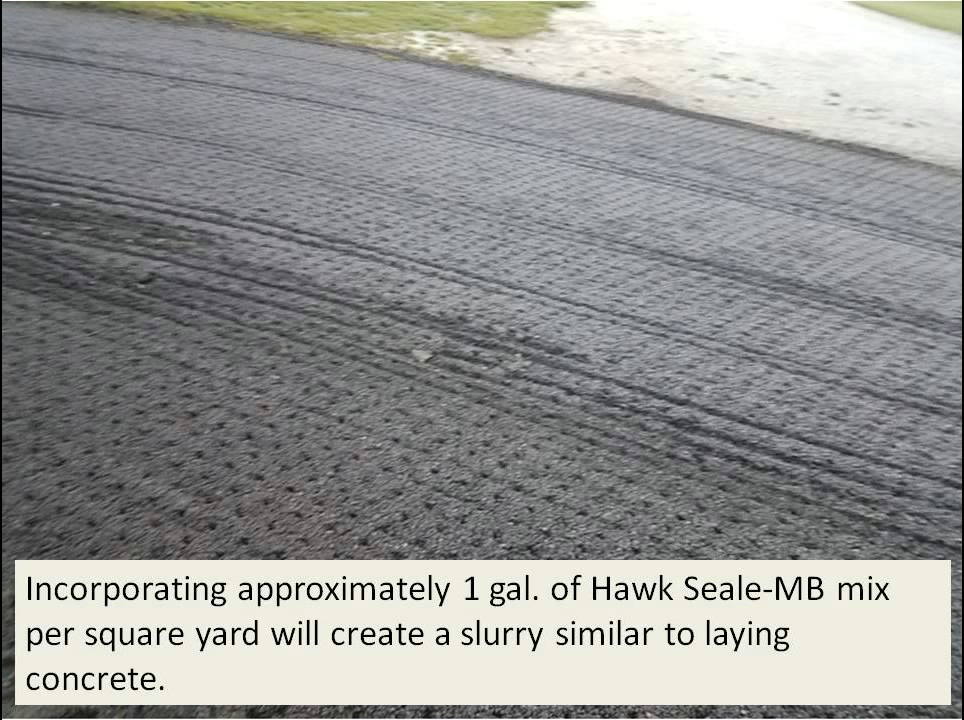 Incorporating approximately 1 gal. of Hawk Seale-MB mix
per square yard will create a slurry similar to laying
concrete.